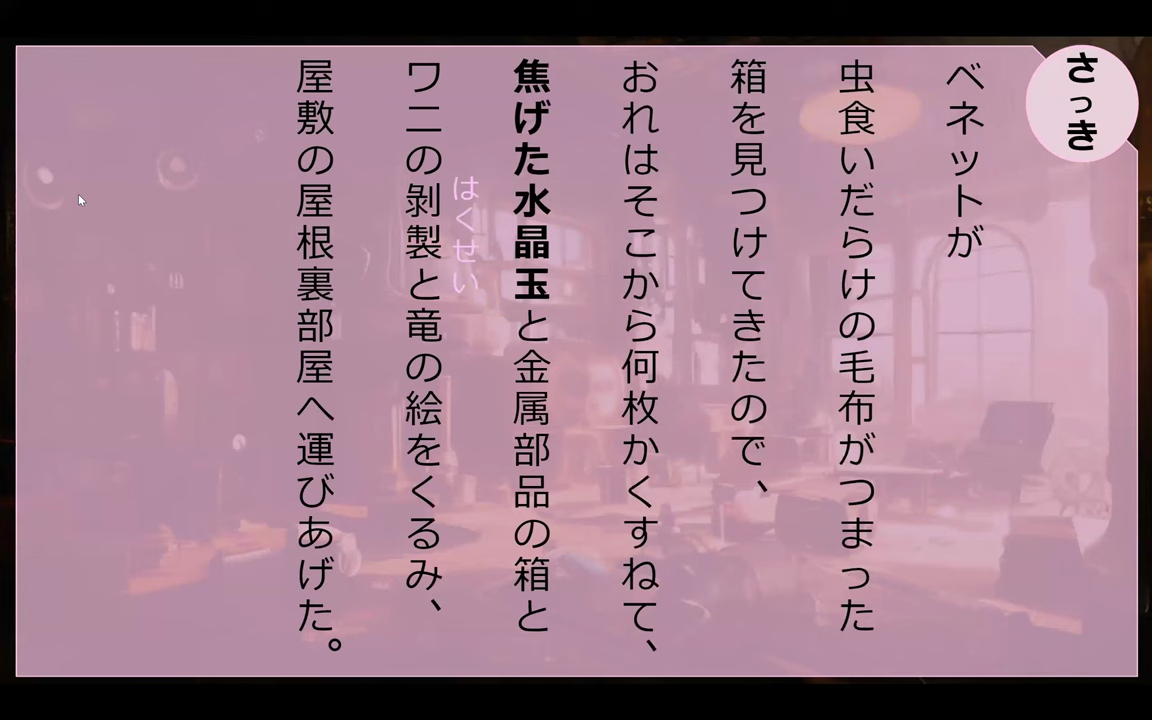 さっき
ベネットが
虫食いだらけの毛布がつまった
箱を見つけてきたので、
おれはそこから何枚かくすねて、
焦げた水晶玉と金属部品の箱と
はくせい
ワニの剝製と竜の絵をくるみ、
屋敷の屋根裏部屋へ運びあげた。